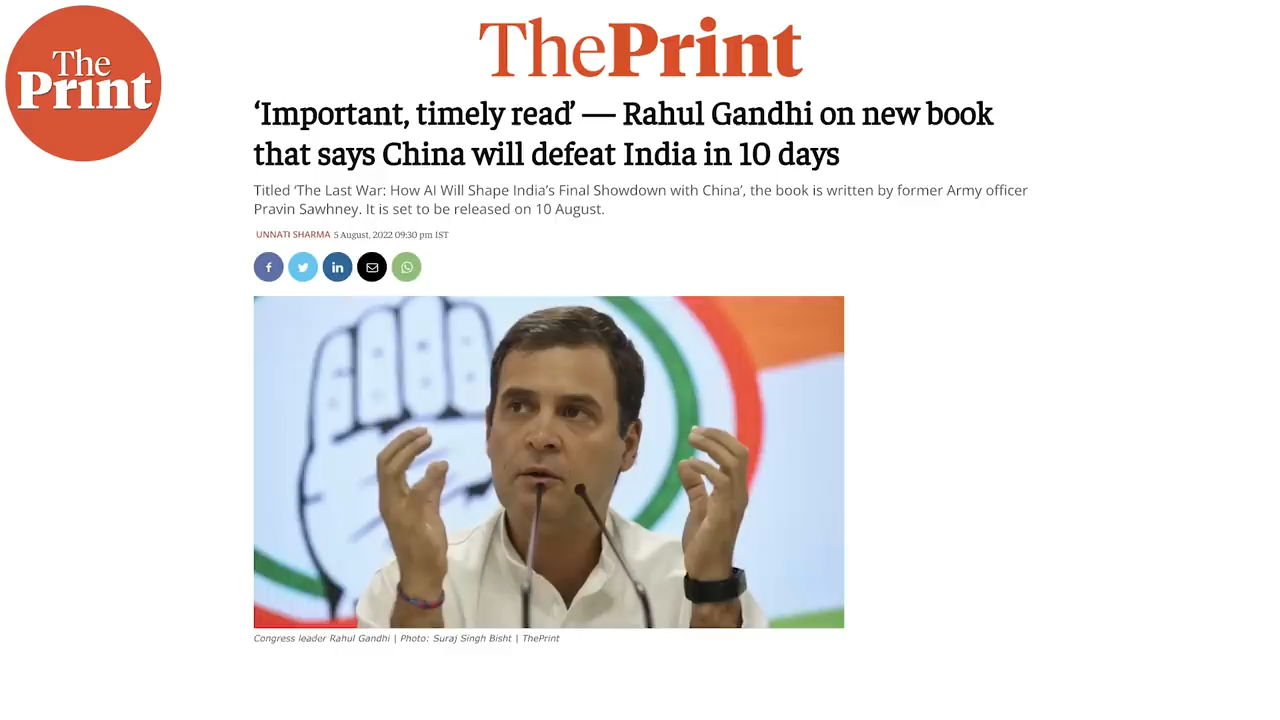 The
Print
ThePrint
‘Important, timely read’ — Rahul Gandhi on new book
that says China will defeat India in 10 days
Titled ‘The Last War: How AI Will Shape India’s Final Showdown with China’, the book is written by former Army officer
Pravin Sawhney. It is set to be released on 10 August.
UNNATI SHARMA 5 August, 2022 09:30 pm IST
Congress leader Rahul Gandhi | Photo: Suraj Singh Bisht | ThePrint